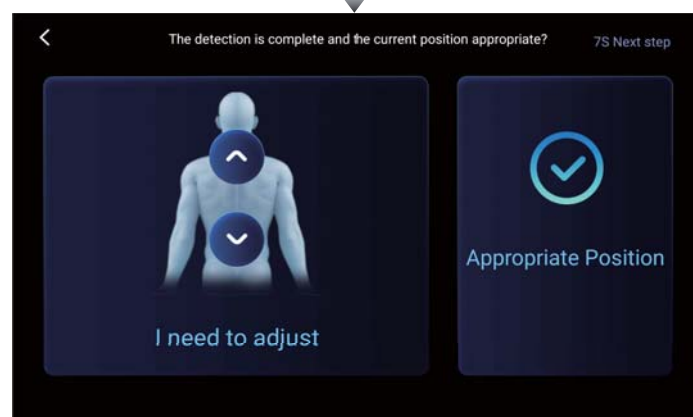 The detection is complete and the current position appropriate?
7S Next step
I need to adjust
Appropriate Position